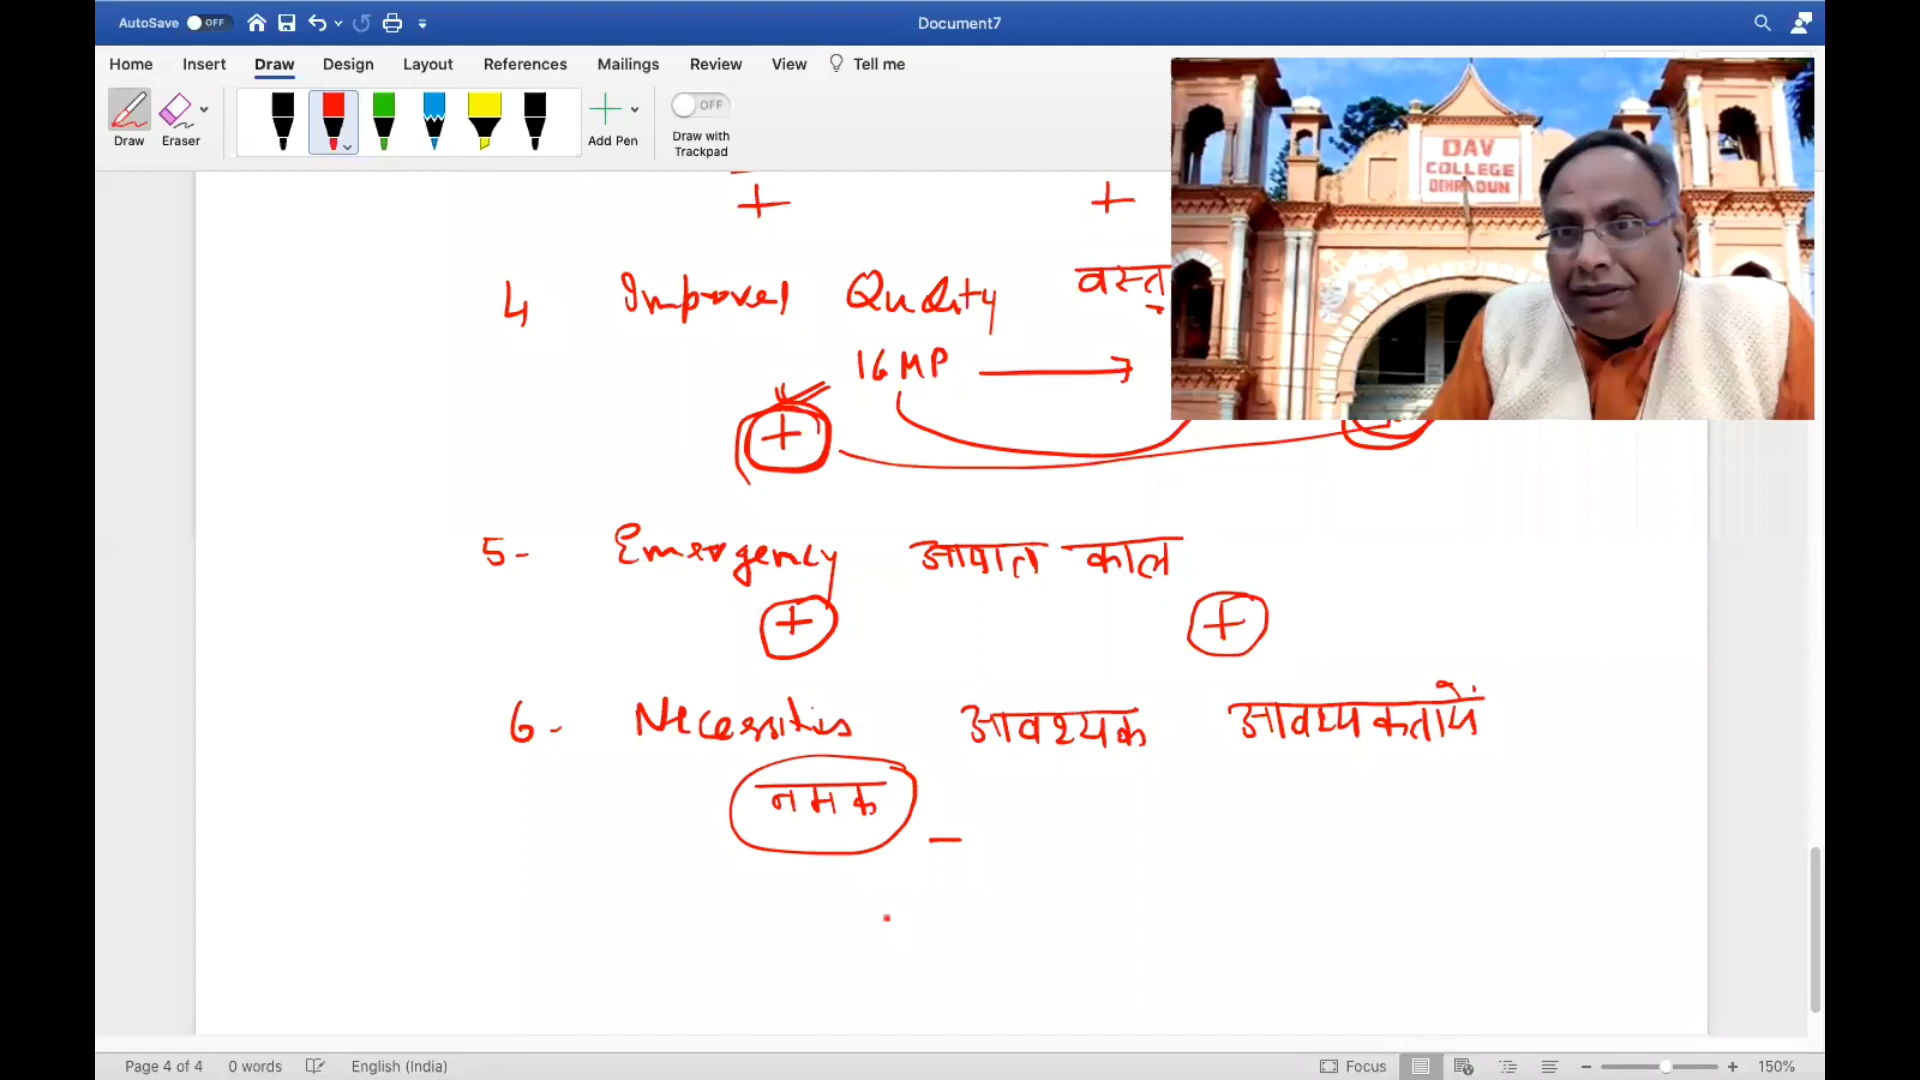 AutoSave OFF Document7
Home Insert Draw Design Layout References Mailings Review View Tell me
OFF
Draw Eraser Add Pen Draw with Trackpad
DAV
COLLEGE
DEHRADUN
+ +
4 Improved Quality वस्तु
16 MP
+
5- Emergency आपात काल
+ +
6- Necessities आवश्यक आवश्यकतायें
नमक –
Page 4 of 4 0 words English (India) Focus 150%